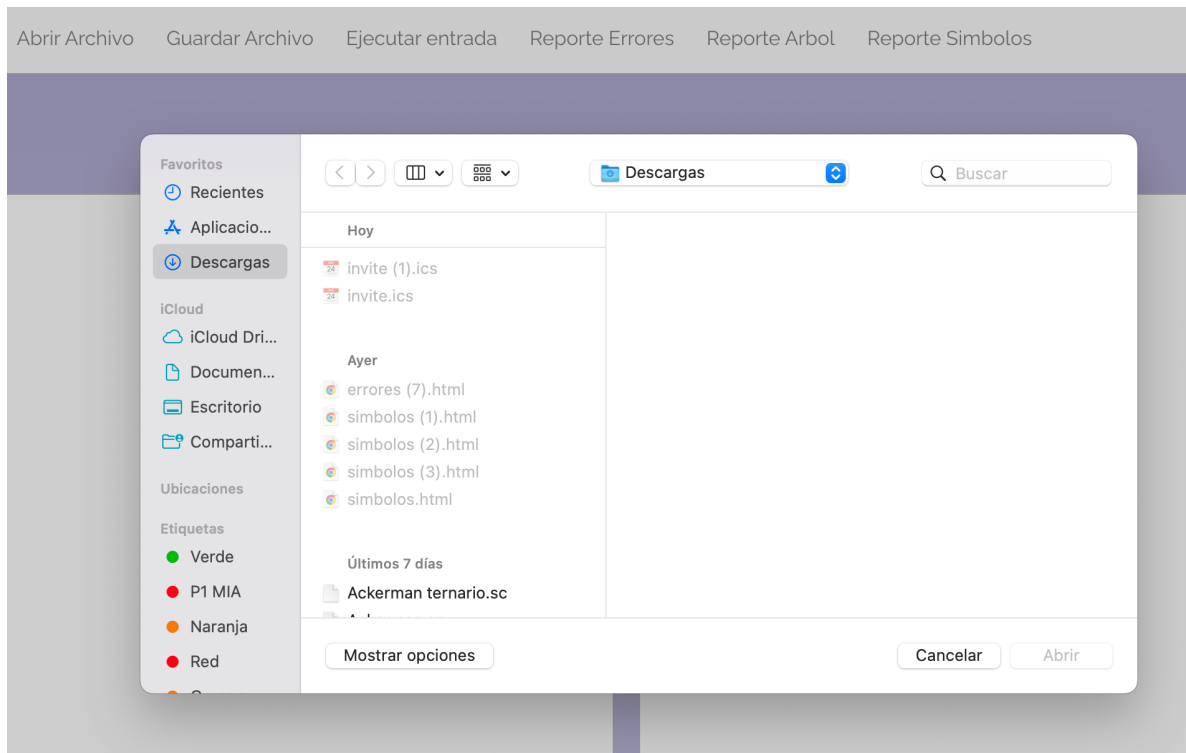 Abrir Archivo Guardar Archivo Ejecutar entrada Reporte Errores Reporte Arbol Reporte Simbolos
Favoritos
Recientes
Aplicacio...
Descargas
iCloud
iCloud Dri...
Documen...
Escritorio
Comparti...
Ubicaciones
Etiquetas
Verde
P1 MIA
Naranja
Red
Descargas
Buscar
Hoy
24 invite (1).ics
24 invite.ics
Ayer
errores (7).html
simbolos (1).html
simbolos (2).html
simbolos (3).html
simbolos.html
Últimos 7 días
Ackerman ternario.sc
Mostrar opciones
Cancelar Abrir